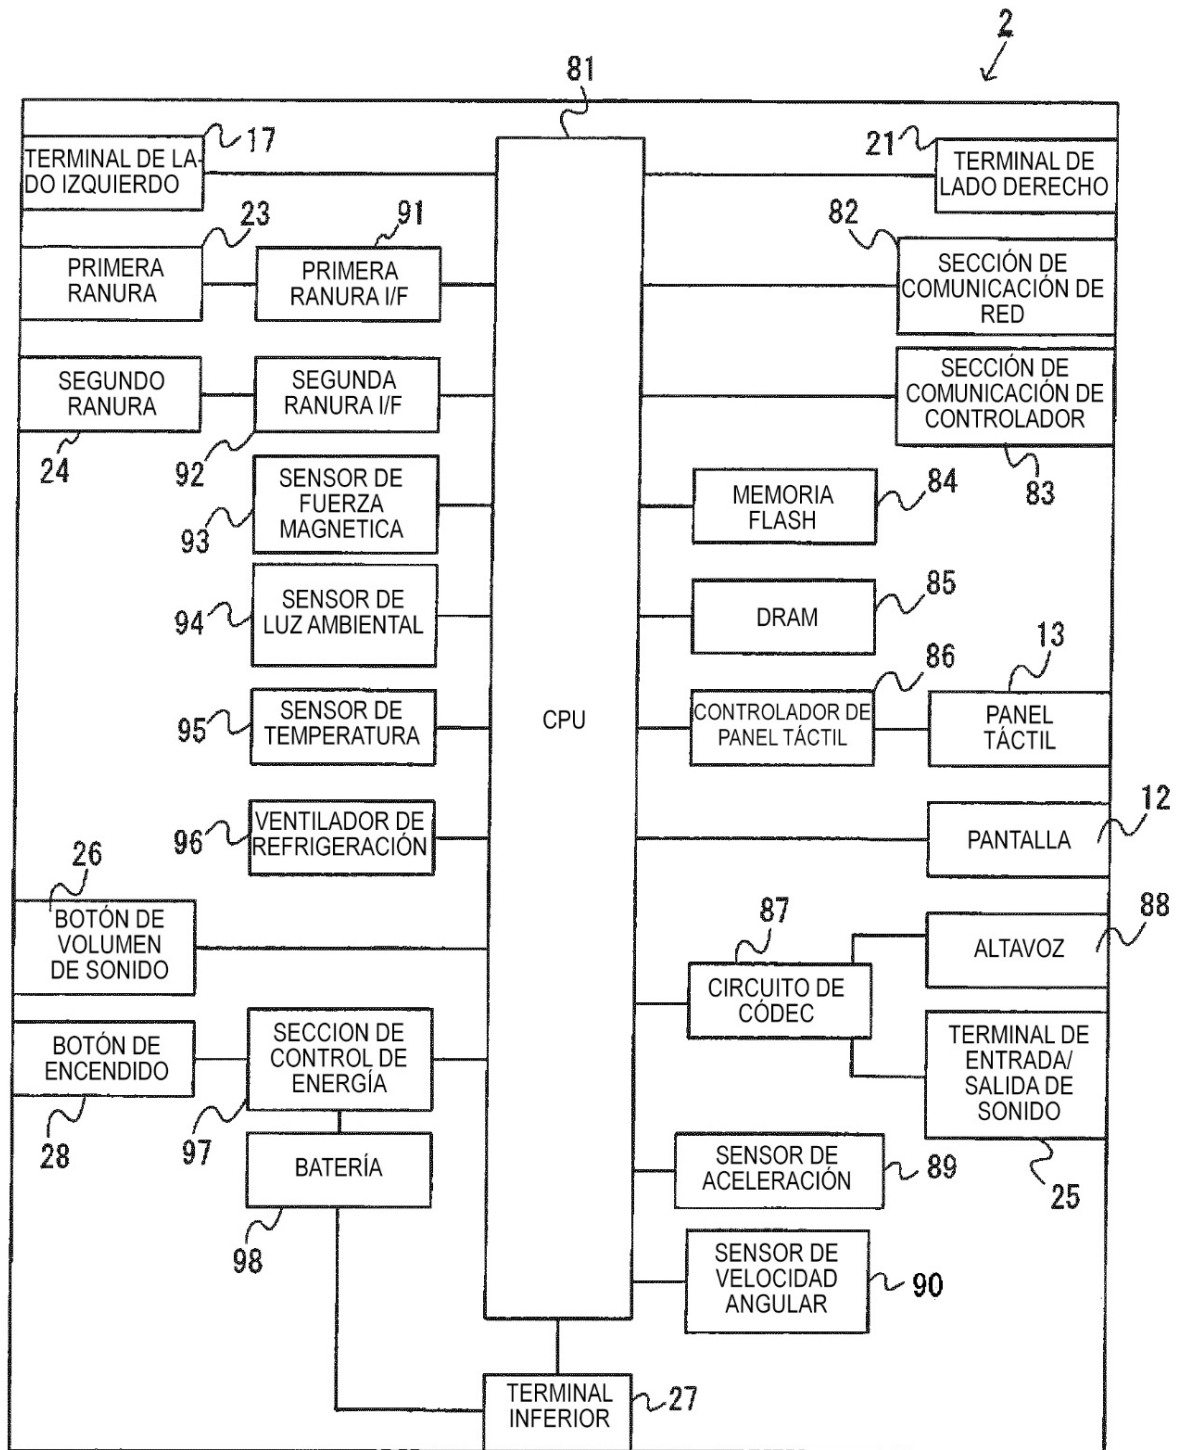 2
81
17
TERMINAL DE LA-
DO IZQUIERDO
21
TERMINAL DE
LADO DERECHO
23
PRIMERA
RANURA
91
PRIMERA
RANURA I/F
82
SECCIÓN DE
COMUNICACIÓN DE
RED
SEGUNDO
RANURA
24
SEGUNDA
RANURA I/F
92
SECCIÓN DE
COMUNICACIÓN DE
CONTROLADOR
83
SENSOR DE
FUERZA
MAGNETICA
93
MEMORIA
FLASH
84
SENSOR DE
LUZ AMBIENTAL
94
DRAM
85
SENSOR DE
TEMPERATURA
95
CPU
CONTROLADOR DE
PANEL TÁCTIL
86
13
PANEL
TÁCTIL
VENTILADOR DE
REFRIGERACIÓN
96
12
PANTALLA
26
BOTÓN DE
VOLUMEN
DE SONIDO
87
CIRCUITO DE
CÓDEC
88
ALTAVOZ
BOTÓN DE
ENCENDIDO
28
SECCION DE
CONTROL DE
ENERGÍA
97
TERMINAL DE
ENTRADA/
SALIDA DE
SONIDO
25
BATERÍA
98
SENSOR DE
ACELERACIÓN
89
SENSOR DE
VELOCIDAD
ANGULAR
90
TERMINAL
INFERIOR
27